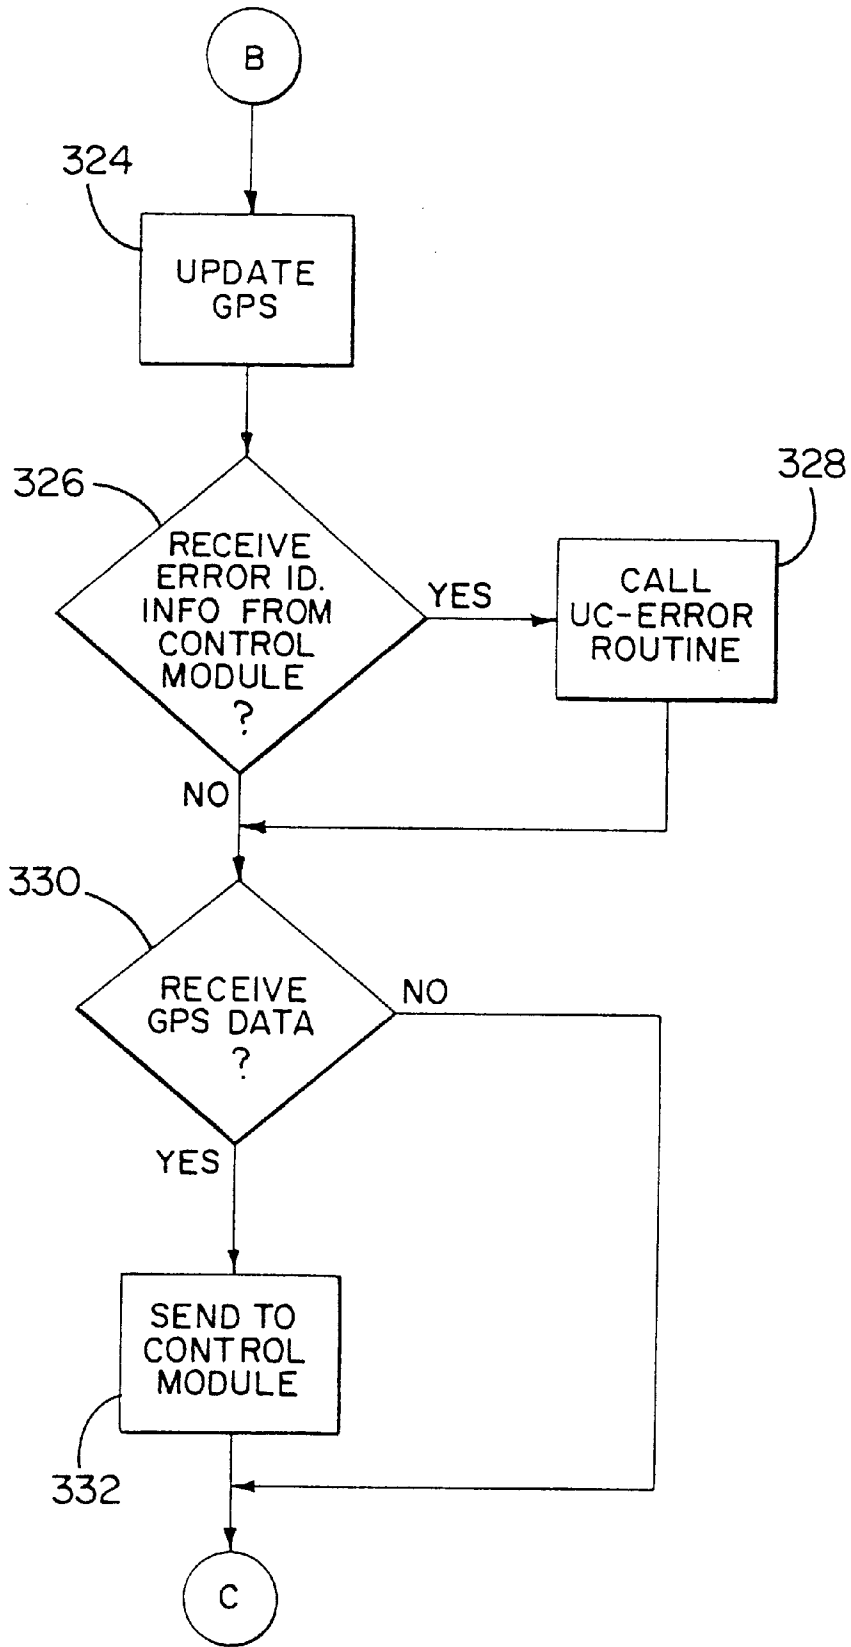 B
324
UPDATE
GPS
326
RECEIVE
ERROR ID.
INFO FROM
CONTROL
MODULE
?
YES
328
CALL
UC-ERROR
ROUTINE
NO
330
RECEIVE
GPS DATA
?
NO
YES
SEND TO
CONTROL
MODULE
332
C